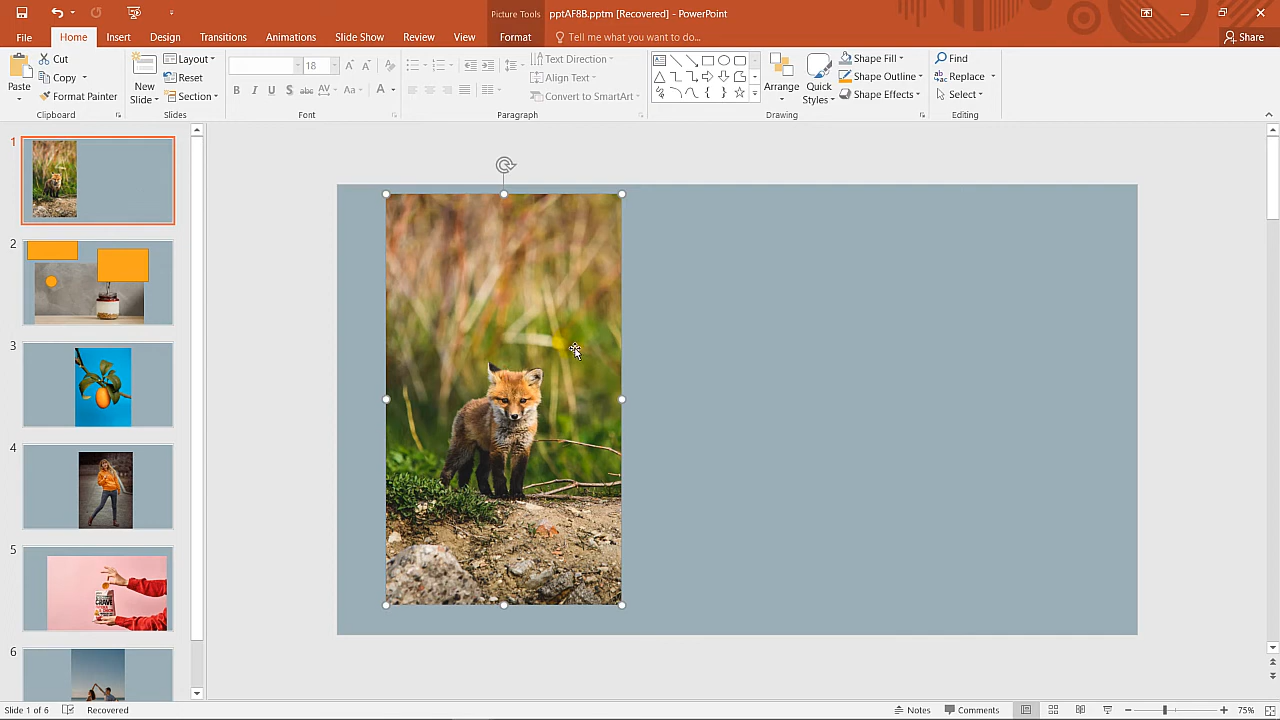 Picture Tools
pptAF8B.pptm [Recovered] - PowerPoint
File
Home
Insert
Design
Transitions
Animations
Slide Show
Review
View
Format
Tell me what you want to do...
Share
Paste
Cut
Copy
Format Painter
Clipboard
New
Slide
Layout
Reset
Section
Slides
18
B I U S abc AV Aa A
Font
Text Direction
Align Text
Convert to SmartArt
Paragraph
Arrange
Quick
Styles
Shape Fill
Shape Outline
Shape Effects
Drawing
Find
Replace
Select
Editing
1
2
3
4
5
6
Slide 1 of 6
Recovered
Notes
Comments
75%